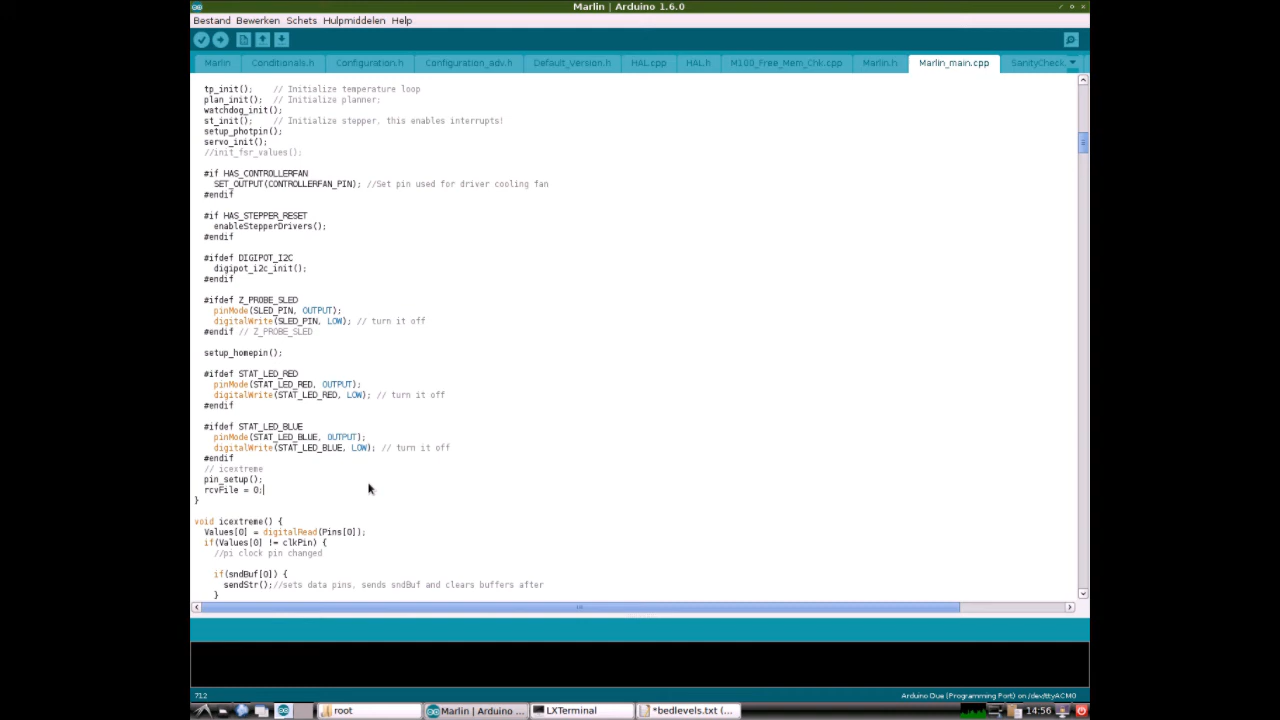 Marlin | Arduino 1.6.0
Bestand Bewerken Schets Hulpmiddelen Help
Marlin Conditionals.h Configuration.h Configuration_adv.h Default_Version.h HAL.cpp HAL.h M100_Free_Mem_Chk.cpp Marlin.h Marlin_main.cpp SanityCheck.
tp_init();    // Initialize temperature loop
plan_init();  // Initialize planner;
watchdog_init();
st_init();    // Initialize stepper, this enables interrupts!
setup_photpin();
servo_init();
//init_fsr_values();
#if HAS_CONTROLLERFAN
SET_OUTPUT(CONTROLLERFAN_PIN); //Set pin used for driver cooling fan
#endif
#if HAS_STEPPER_RESET
enableStepperDrivers();
#endif
#ifdef DIGIPOT_I2C
digipot_i2c_init();
#endif
#ifdef Z_PROBE_SLED
pinMode(SLED_PIN, OUTPUT);
digitalWrite(SLED_PIN, LOW); // turn it off
#endif // Z_PROBE_SLED
setup_homepin();
#ifdef STAT_LED_RED
pinMode(STAT_LED_RED, OUTPUT);
digitalWrite(STAT_LED_RED, LOW); // turn it off
#endif
#ifdef STAT_LED_BLUE
pinMode(STAT_LED_BLUE, OUTPUT);
digitalWrite(STAT_LED_BLUE, LOW); // turn it off
#endif
// icextreme
pin_setup();
rcvFile = 0;
}
void icextreme() {
Values[0] = digitalRead(Pins[0]);
if(Values[0] != clkPin) {
//pi clock pin changed
if(sndBuf[0]) {
sendStr();//sets data pins, sends sndBuf and clears buffers after
}
712 Arduino Due (Programming Port) on /dev/ttyACM0
root Marlin | Arduino ... LXTerminal *bedlevels.txt (... 14:56